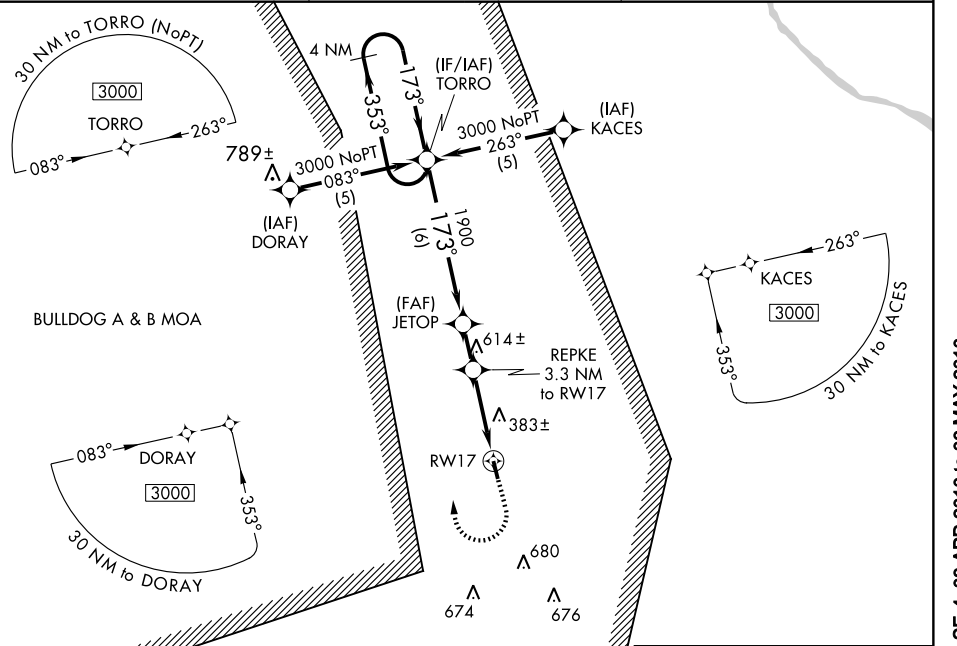 30 NM to TORRO (NoPT)
3000
TORRO
083°
263°
4 NM
173°
353°
(IF/IAF)
TORRO
(IAF)
KACES
3000 NoPT
263°
(5)
789±
3000 NoPT
083°
(5)
(IAF)
DORAY
1900
173°
(6)
263°
KACES
3000
353°
30 NM to KACES
BULLDOG A & B MOA
(FAF)
JETOP
614±
REPKE
3.3 NM
to RW17
383±
RW17
083°
DORAY
3000
353°
30 NM to DORAY
680
674
676